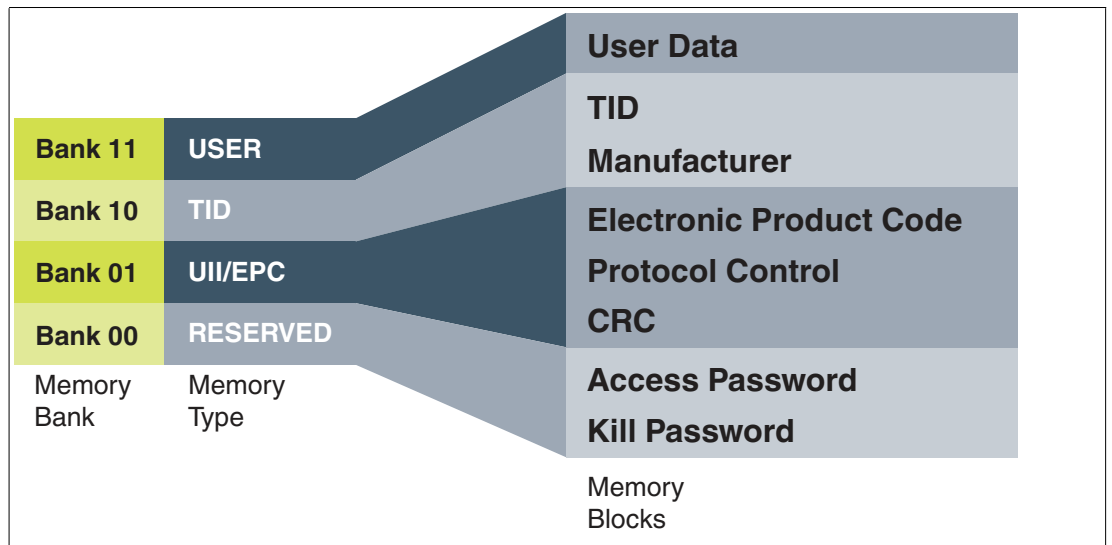 User Data
TID
Manufacturer
Bank 11 USER
Bank 10 TID
Electronic Product Code
Bank 01 UII/EPC
Protocol Control
CRC
Bank 00 RESERVED
Access Password
Kill Password
Memory
Bank
Memory
Type
Memory
Blocks